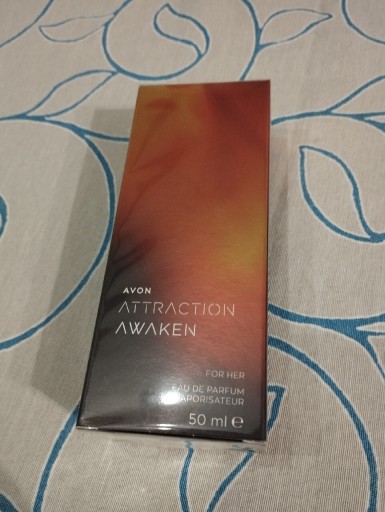 AVON
ATTRACTION
AWAKEN
FOR HER
EAU DE PARFUM
VAPORISATEUR
50 ml ℮